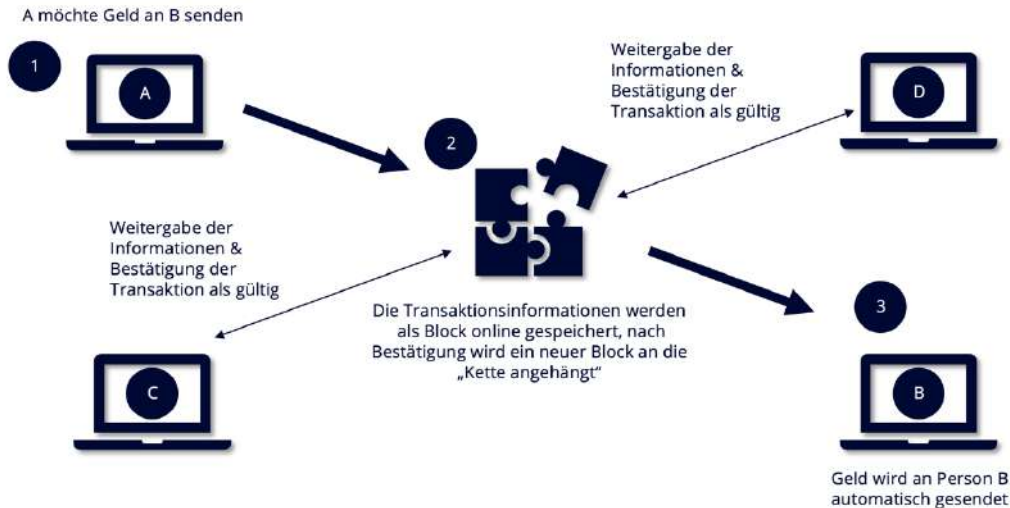 A möchte Geld an B senden
1
A
2
Weitergabe der
Informationen &
Bestätigung der
Transaktion als gültig
D
Weitergabe der
Informationen &
Bestätigung der
Transaktion als gültig
C
Die Transaktionsinformationen werden
als Block online gespeichert, nach
Bestätigung wird ein neuer Block an die
„Kette angehängt“
3
B
Geld wird an Person B
automatisch gesendet